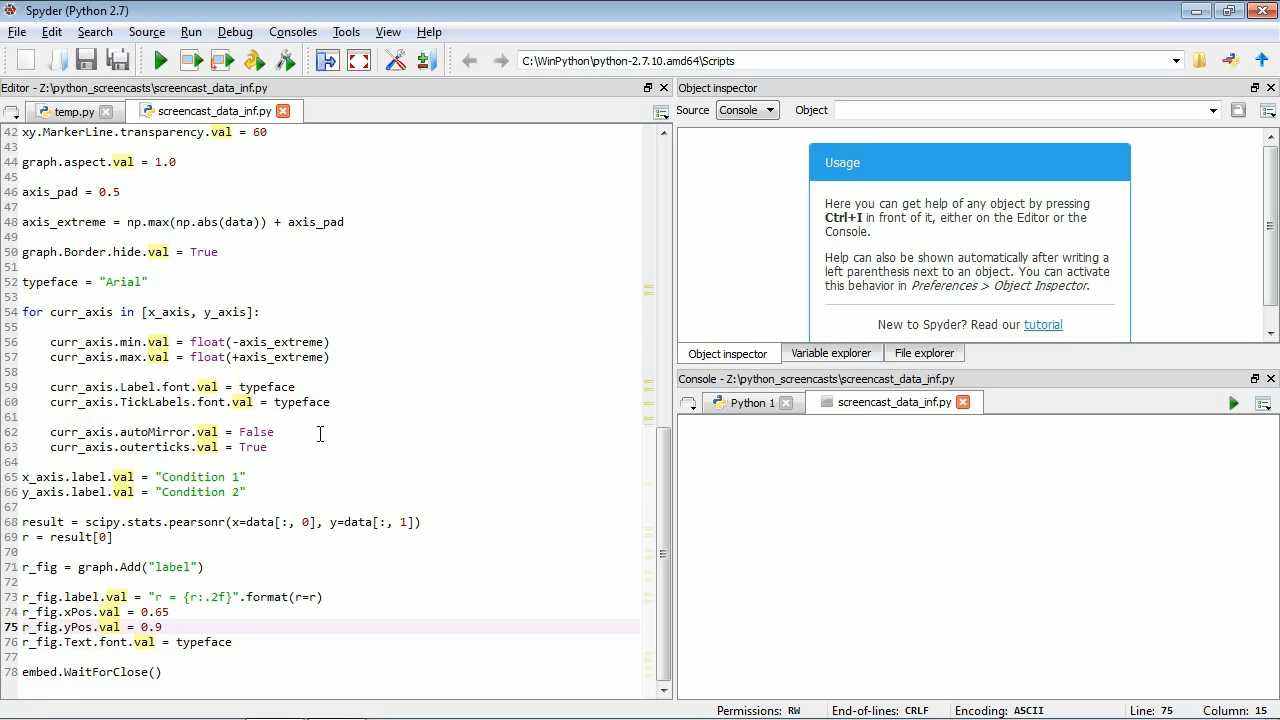 Spyder (Python 2.7)
File Edit Search Source Run Debug Consoles Tools View Help
C:\WinPython\python-2.7.10.amd64\Scripts
Editor - Z:\python_screencasts\screencast_data_inf.py
temp.py screencast_data_inf.py
42 xy.MarkerLine.transparency.val = 60
43
44 graph.aspect.val = 1.0
45
46 axis_pad = 0.5
47
48 axis_extreme = np.max(np.abs(data)) + axis_pad
49
50 graph.Border.hide.val = True
51
52 typeface = "Arial"
53
54 for curr_axis in [x_axis, y_axis]:
55
56 curr_axis.min.val = float(-axis_extreme)
57 curr_axis.max.val = float(+axis_extreme)
58
59 curr_axis.Label.font.val = typeface
60 curr_axis.TickLabels.font.val = typeface
61
62 curr_axis.autoMirror.val = False
63 curr_axis.outerticks.val = True
64
65 x_axis.label.val = "Condition 1"
66 y_axis.label.val = "Condition 2"
67
68 result = scipy.stats.pearsonr(x=data[:, 0], y=data[:, 1])
69 r = result[0]
70
71 r_fig = graph.Add("label")
72
73 r_fig.label.val = "r = {r:.2f}".format(r=r)
74 r_fig.xPos.val = 0.65
75 r_fig.yPos.val = 0.9
76 r_fig.Text.font.val = typeface
77
78 embed.WaitForClose()
Object inspector
Source Console Object
Usage
Here you can get help of any object by pressing
Ctrl+I in front of it, either on the Editor or the
Console.
Help can also be shown automatically after writing a
left parenthesis next to an object. You can activate
this behavior in Preferences > Object Inspector.
New to Spyder? Read our tutorial
Object inspector Variable explorer File explorer
Console - Z:\python_screencasts\screencast_data_inf.py
Python 1 screencast_data_inf.py
Permissions: RW End-of-lines: CRLF Encoding: ASCII Line: 75 Column: 15